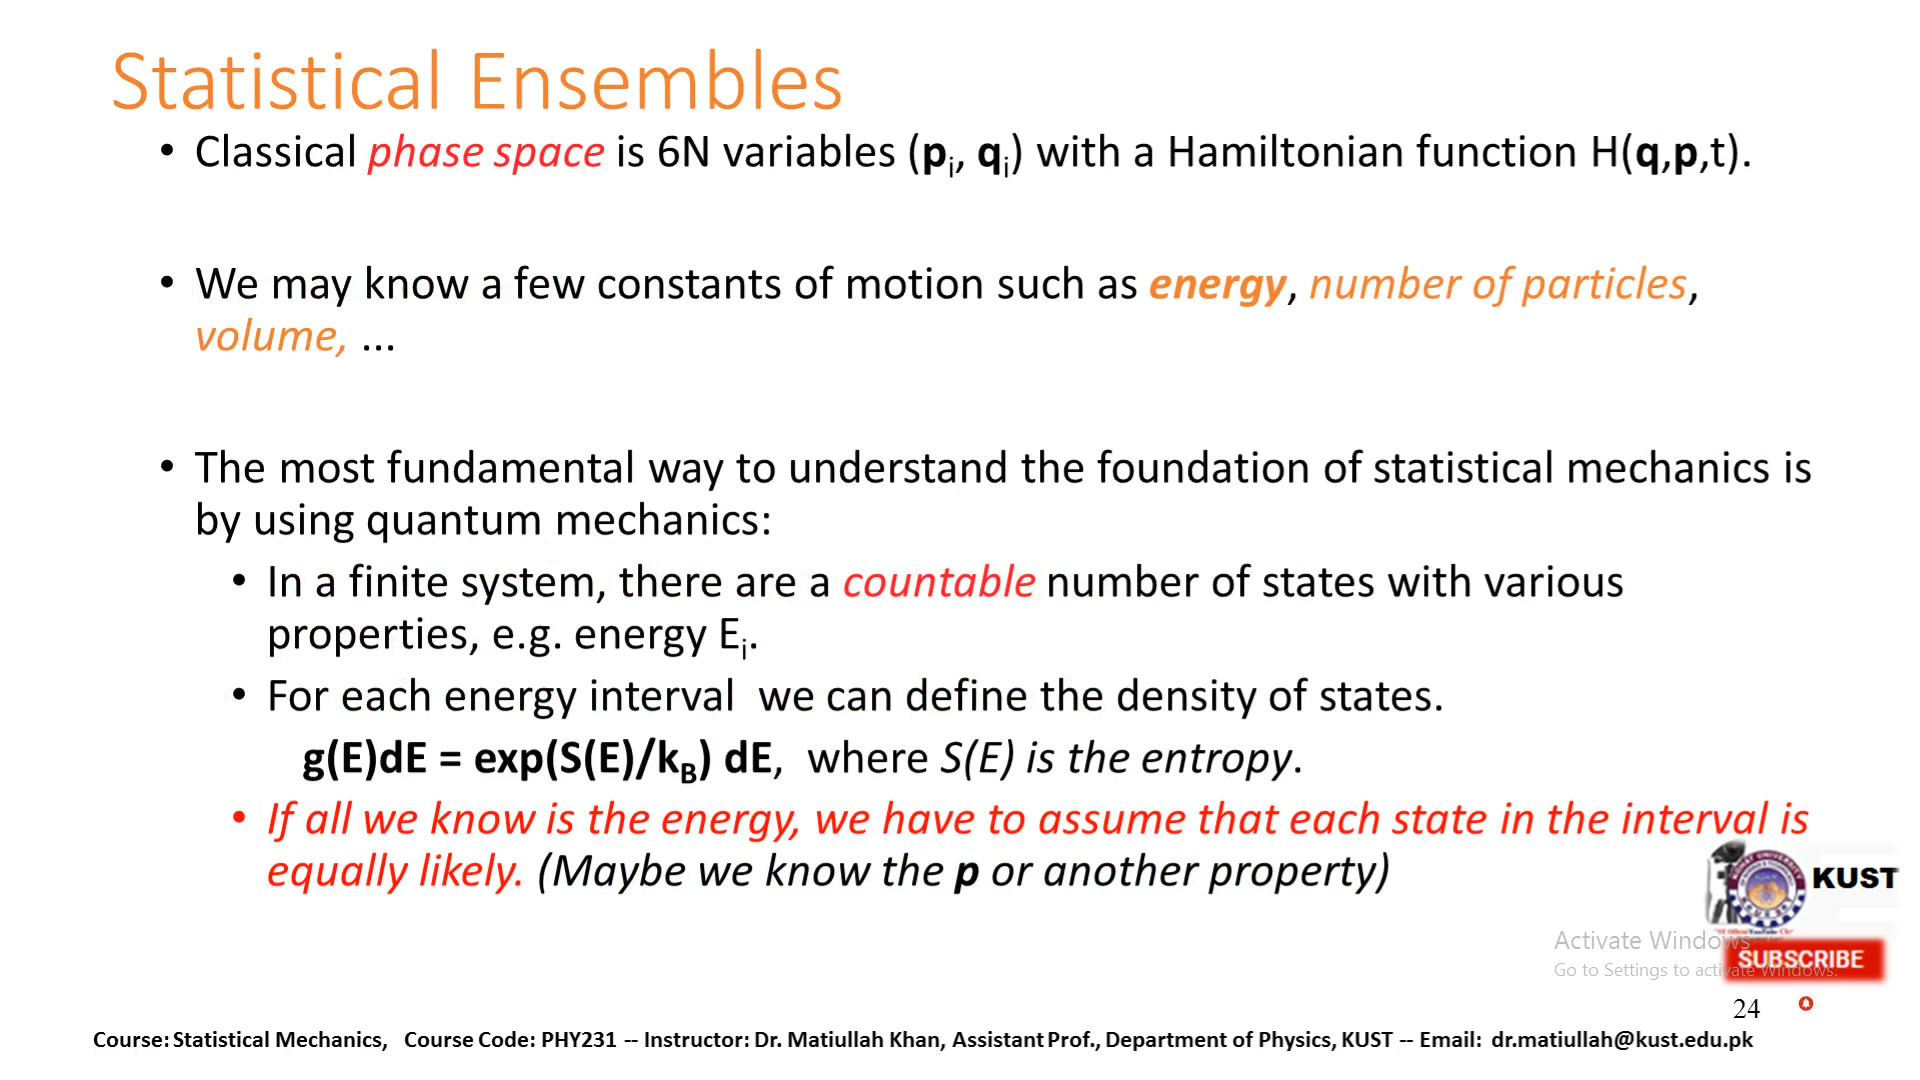 Statistical Ensembles
• Classical phase space is 6N variables (pi, qi) with a Hamiltonian function H(q,p,t).
• We may know a few constants of motion such as energy, number of particles,
volume, ...
• The most fundamental way to understand the foundation of statistical mechanics is
by using quantum mechanics:
• In a finite system, there are a countable number of states with various
properties, e.g. energy Ei.
• For each energy interval we can define the density of states.
g(E)dE = exp(S(E)/kB) dE, where S(E) is the entropy.
• If all we know is the energy, we have to assume that each state in the interval is
equally likely. (Maybe we know the p or another property)
KUST
Activate Windows
SUBSCRIBE
Go to Settings to activate Windows.
24
Course: Statistical Mechanics, Course Code: PHY231 -- Instructor: Dr. Matiullah Khan, Assistant Prof., Department of Physics, KUST -- Email: dr.matiullah@kust.edu.pk